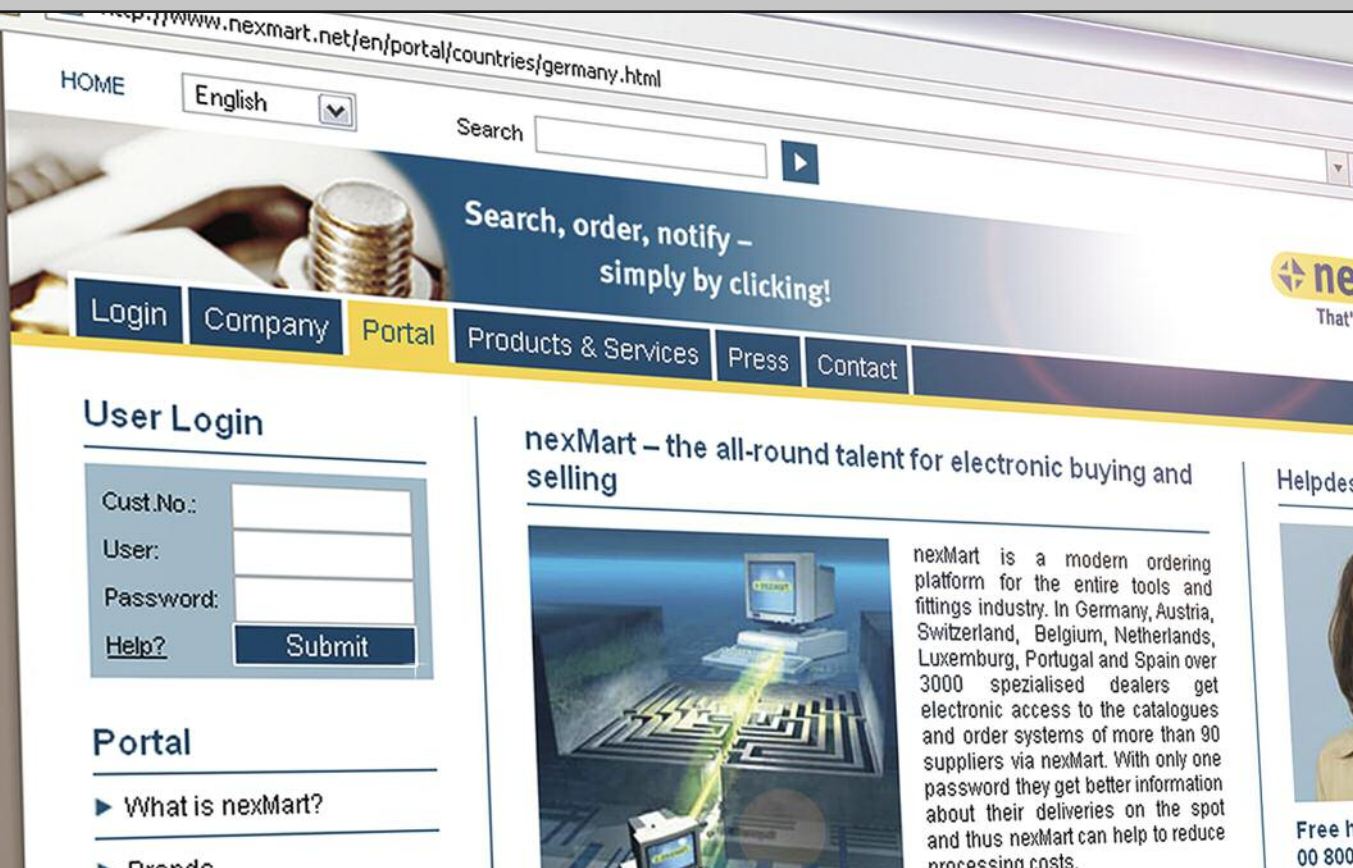 http://www.nexmart.net/en/portal/countries/germany.html
HOME
English
Search
Search, order, notify –
simply by clicking!
That'
Login
Company
Portal
Products & Services
Press
Contact
User Login
Cust.No.:
User:
Password:
Help?
Submit
Portal
What is nexMart?
Brands
nexMart – the all-round talent for electronic buying and
selling
nexMart is a modern ordering
platform for the entire tools and
fittings industry. In Germany, Austria,
Switzerland, Belgium, Netherlands,
Luxemburg, Portugal and Spain over
3000 spezialised dealers get
electronic access to the catalogues
and order systems of more than 90
suppliers via nexMart. With only one
password they get better information
about their deliveries on the spot
and thus nexMart can help to reduce
processing costs.
Free
00 800